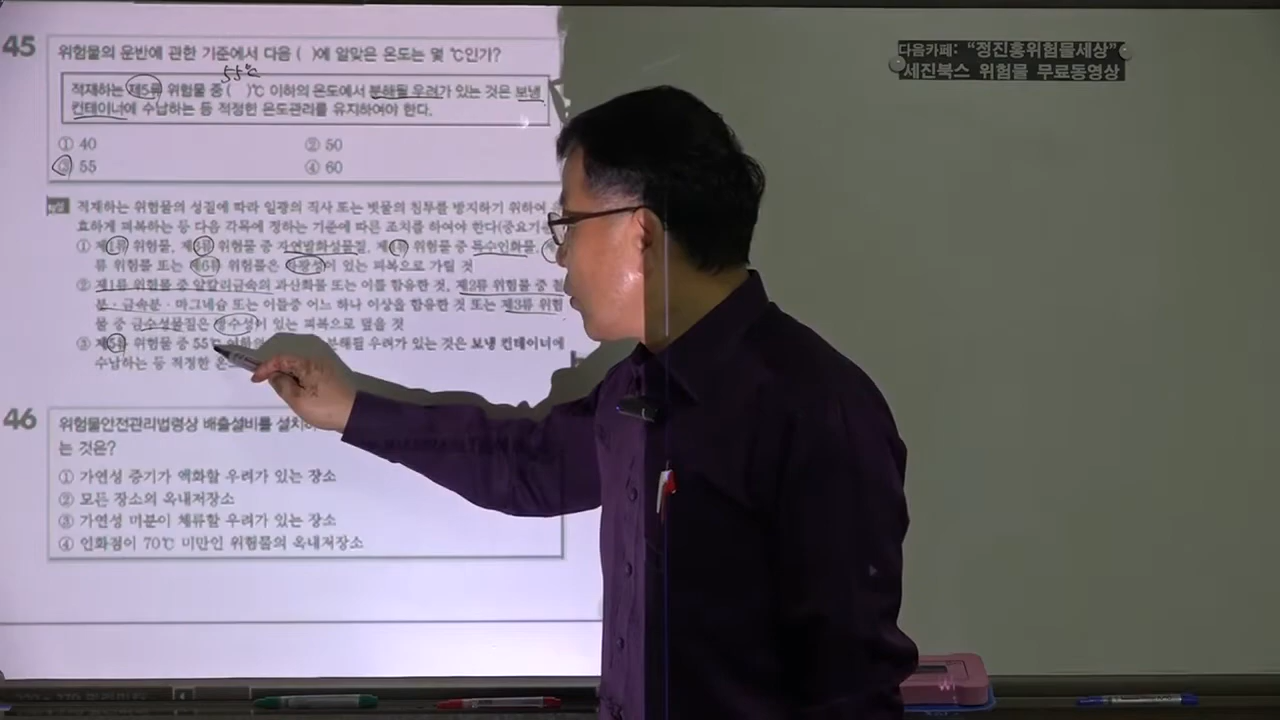 45 위험물의 운반에 관한 기준에서 다음 ( )에 알맞은 온도는 몇 ℃인가?
55℃
적재하는 제5류 위험물 중 ( )℃ 이하의 온도에서 분해될 우려가 있는 것은 보냉
컨테이너에 수납하는 등 적정한 온도관리를 유지하여야 한다.
① 40 ② 50
③ 55 ④ 60
적재하는 위험물의 성질에 따라 일광의 직사 또는 빗물의 침투를 방지하기 위하여
효하게 피복하는 등 다음 각목에 정하는 기준에 따른 조치를 하여야 한다(중요기
① 제1류 위험물, 제3류 위험물 중 자연발화성물질, 제4류 위험물 중 특수인화물,
류 위험물 또는 제6류 위험물은 차광성이 있는 피복으로 가릴 것
② 제1류 위험물 중 알칼리금속의 과산화물 또는 이를 함유한 것, 제2류 위험물 중 철
분 · 금속분 · 마그네슘 또는 이들중 어느 하나 이상을 함유한 것 또는 제3류 위험
물 중 금수성물질은 방수성이 있는 피복으로 덮을 것
③ 제5류 위험물 중 55℃ 이하의 분해될 우려가 있는 것은 보냉 컨테이너에
수납하는 등 적정한 온
46 위험물안전관리법령상 배출설비를 설치하
는 것은?
① 가연성 증기가 액화할 우려가 있는 장소
② 모든 장소의 옥내저장소
③ 가연성 미분이 체류할 우려가 있는 장소
④ 인화점이 70℃ 미만인 위험물의 옥내저장소
다음카페: “정진홍위험물세상”
세진북스 위험물 무료동영상